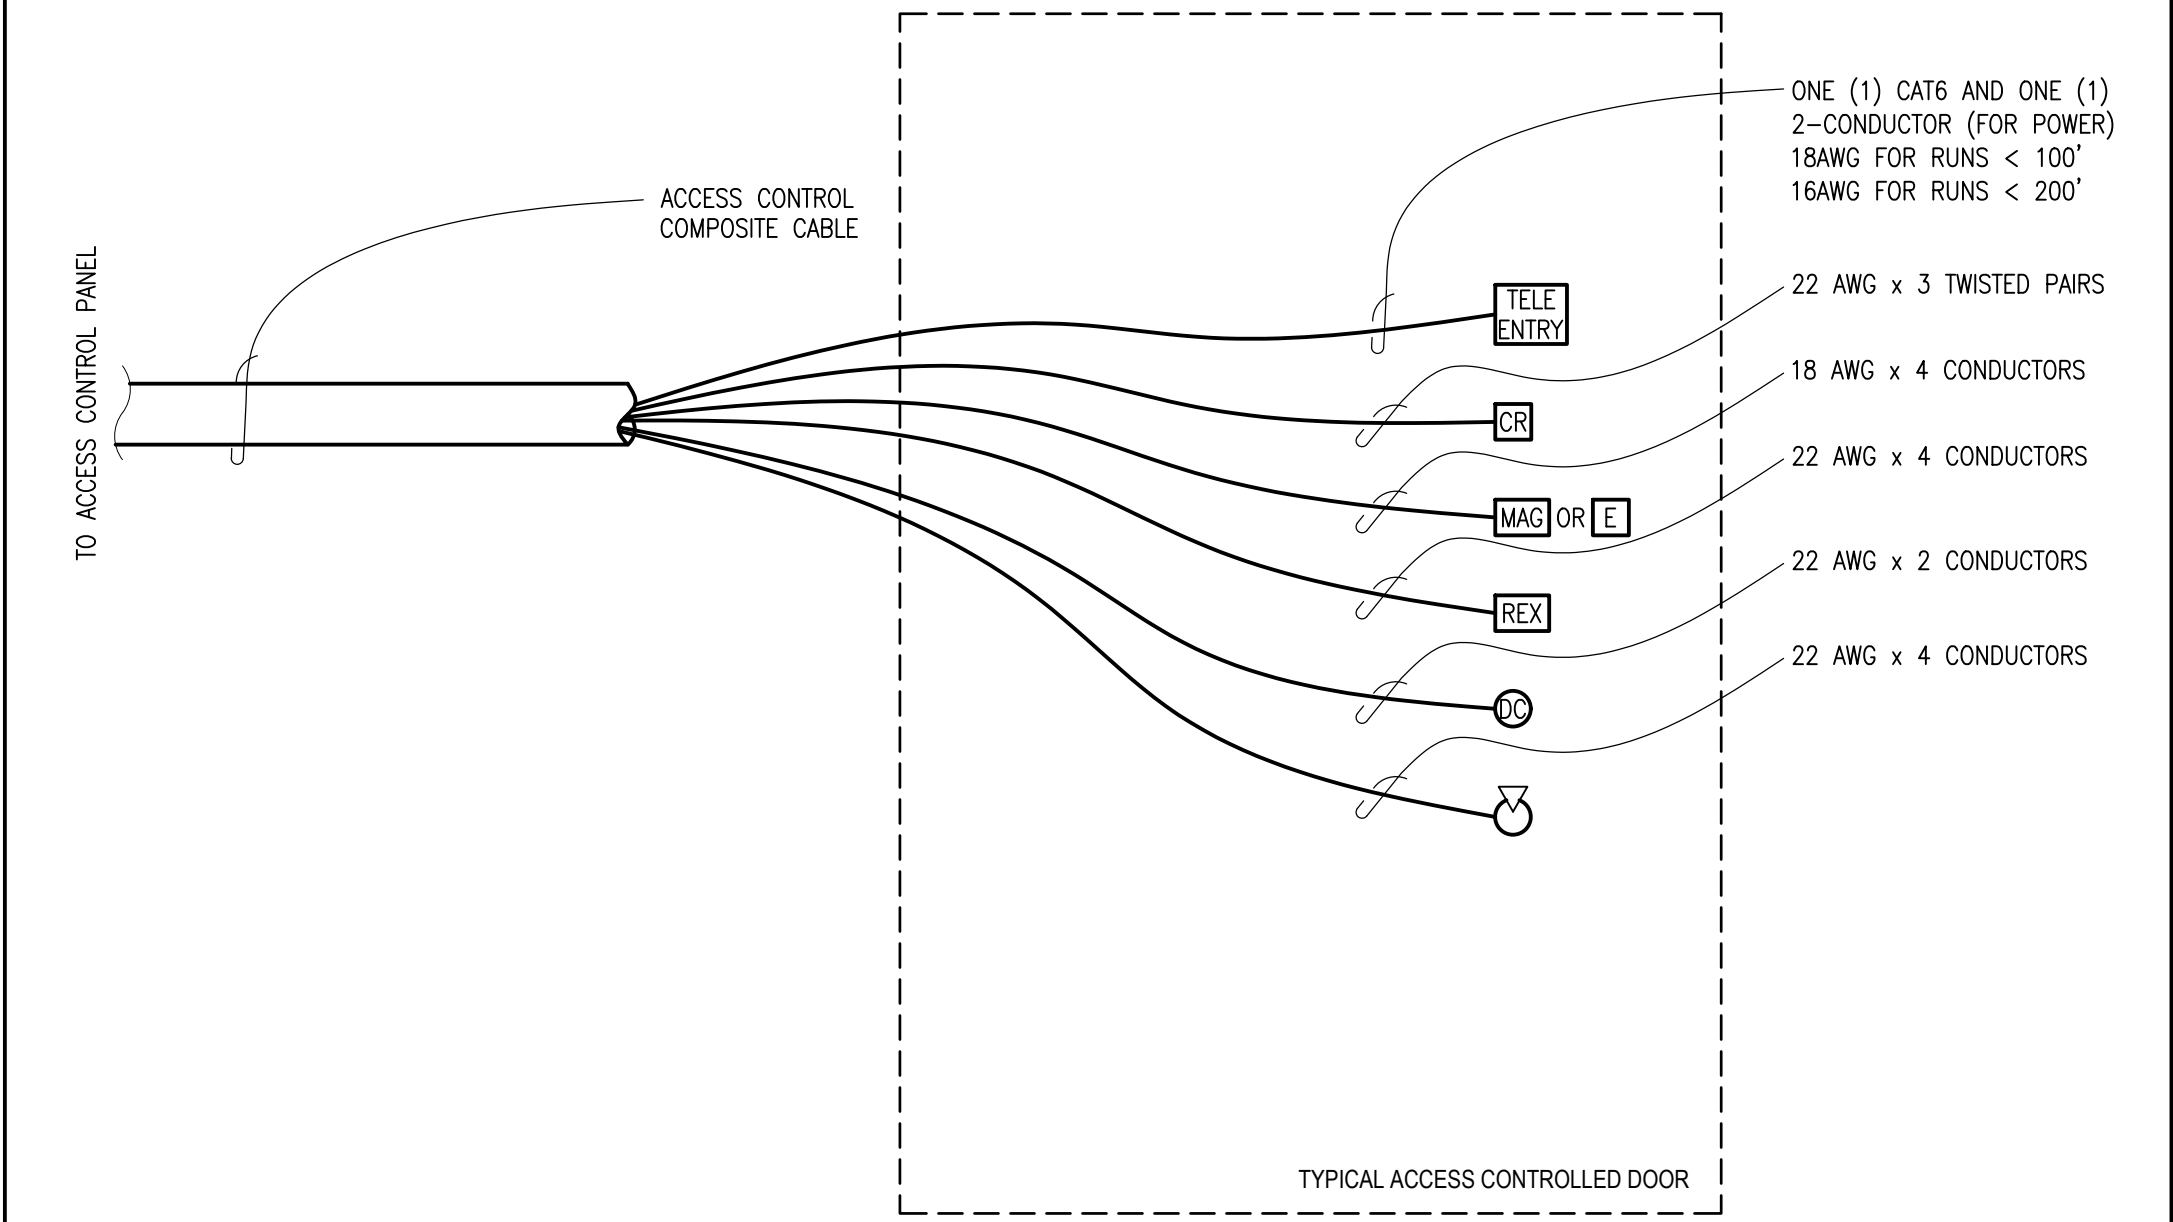 ONE (1) CAT6 AND ONE (1)
2-CONDUCTOR (FOR POWER)
18AWG FOR RUNS < 100'
16AWG FOR RUNS < 200'
ACCESS CONTROL
COMPOSITE CABLE
TO ACCESS CONTROL PANEL
22 AWG x 3 TWISTED PAIRS
TELE
ENTRY
18 AWG x 4 CONDUCTORS
CR
22 AWG x 4 CONDUCTORS
MAG OR E
22 AWG x 2 CONDUCTORS
REX
22 AWG x 4 CONDUCTORS
DC
TYPICAL ACCESS CONTROLLED DOOR